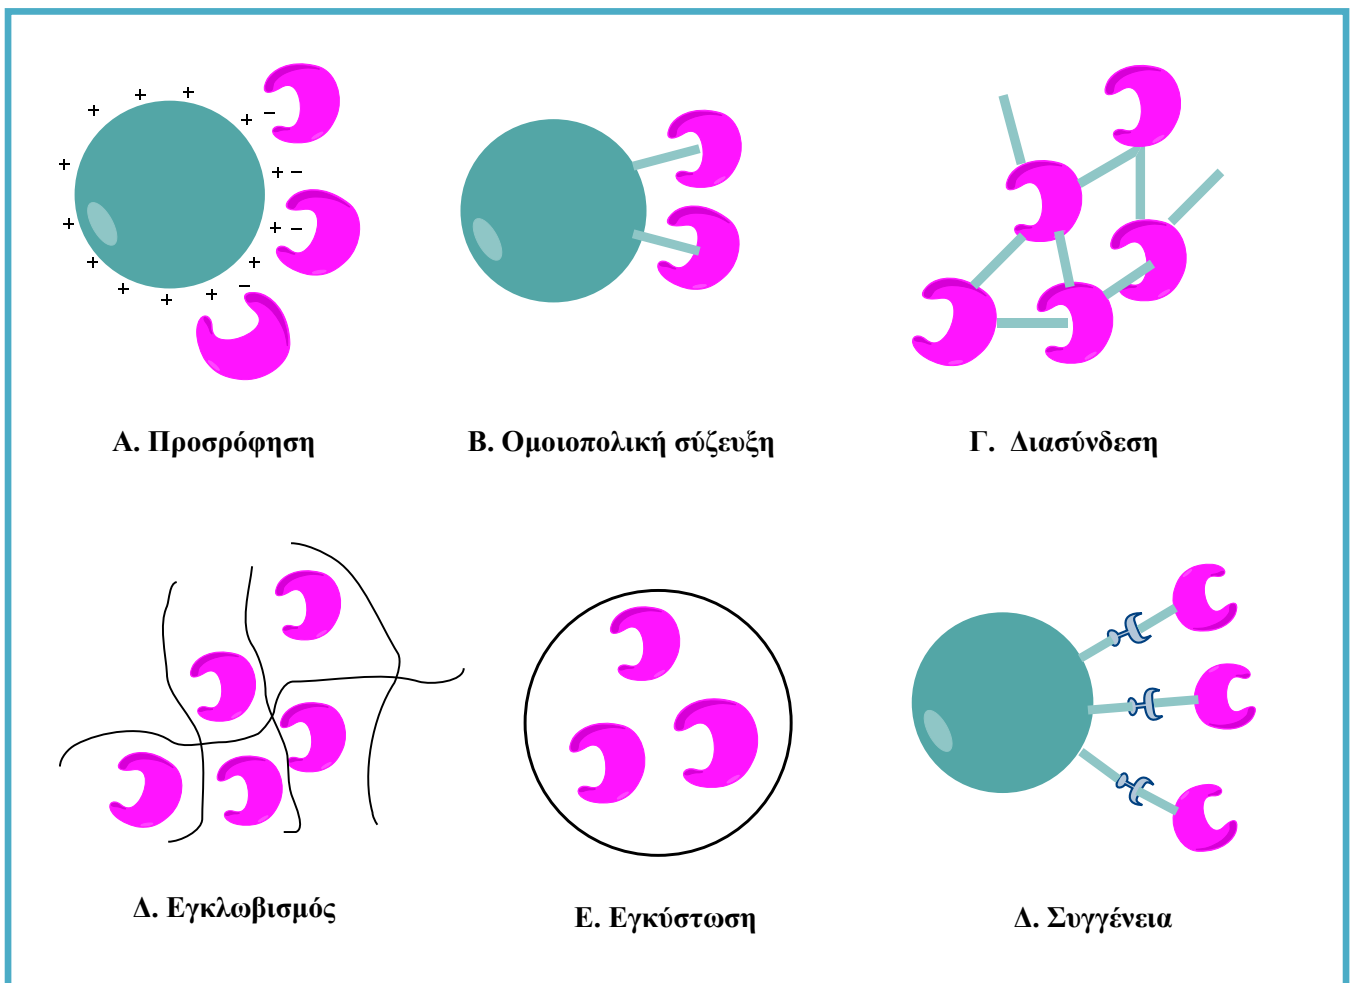 Α. Προσρόφηση
Β. Ομοιοπολική σύζευξη
Γ. Διασύνδεση
Δ. Εγκλωβισμός
Ε. Εγκύστωση
Δ. Συγγένεια